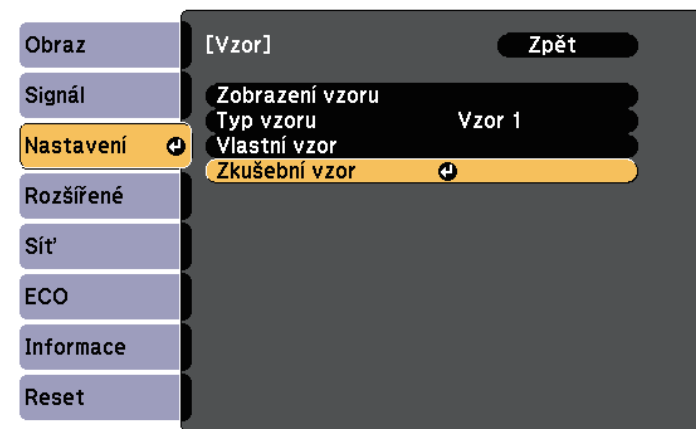 Obraz
Signál
Nastavení
Rozšířené
Síť
ECO
Informace
Reset
[Vzor]
Zpět
Zobrazení vzoru
Typ vzoru Vzor 1
Vlastní vzor
Zkušební vzor